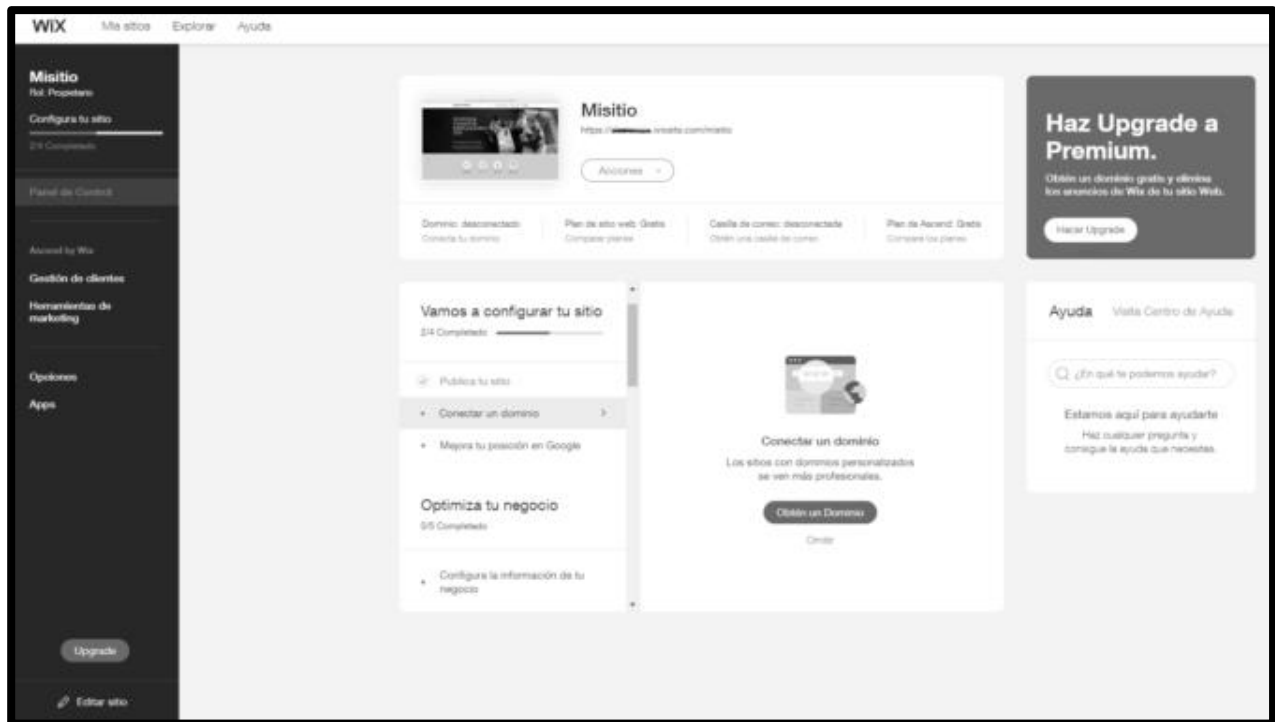 WIX Mis sitios Explorar Ayuda
Misitio
Rol: Propietario
Configura tu sitio
2/4 Completado
Panel de Control
Ascend by Wix
Gestión de clientes
Herramientas de
marketing
Opciones
Apps
Upgrade
Editar sitio
Misitio
https://
.wixsite.com/misitio
Acciones
Dominio: desconectado
Conecta tu dominio
Plan de sitio web: Gratis
Comparar planes
Casilla de correo: desconectada
Obtén una casilla de correo
Plan de Ascend: Gratis
Compara los planes
Haz Upgrade a
Premium.
Obtén un dominio gratis y elimina
los anuncios de Wix de tu sitio Web.
Hacer Upgrade
Vamos a configurar tu sitio
2/4 Completado
Publica tu sitio
Conectar un dominio
Mejora tu posición en Google
Optimiza tu negocio
0/5 Completado
Configura la información de tu
negocio
Conectar un dominio
Los sitios con dominios personalizados
se ven más profesionales.
Obtén un Dominio
Omitir
Ayuda Visita Centro de Ayuda
¿En qué te podemos ayudar?
Estamos aquí para ayudarte
Haz cualquier pregunta y
consigue la ayuda que necesitas.